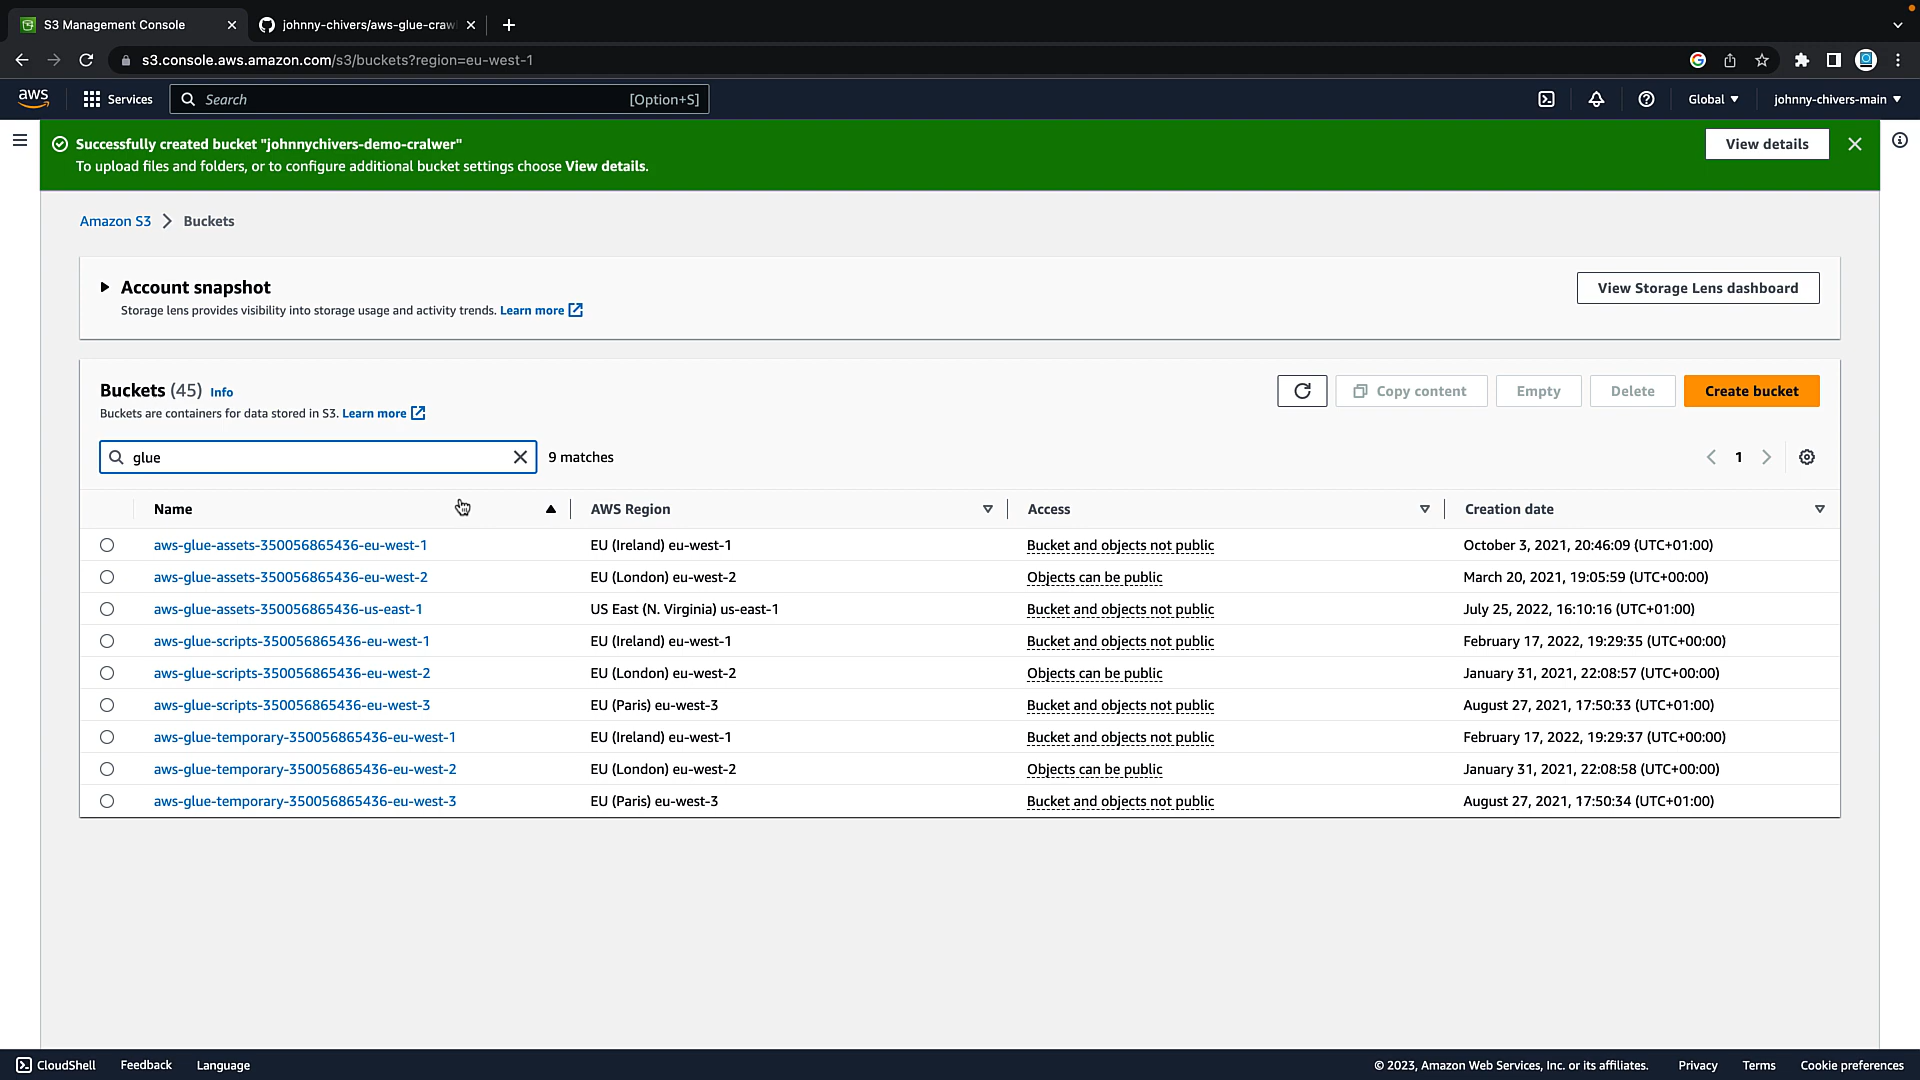 S3 Management Console
johnny-chivers/aws-glue-craw
s3.console.aws.amazon.com/s3/buckets?region=eu-west-1
aws
Services
Search
[Option+S]
Global
johnny-chivers-main
Successfully created bucket "johnnychivers-demo-cralwer"
To upload files and folders, or to configure additional bucket settings choose View details.
View details
Amazon S3
Buckets
Account snapshot
Storage lens provides visibility into storage usage and activity trends. Learn more
View Storage Lens dashboard
Buckets (45) Info
Buckets are containers for data stored in S3. Learn more
Copy content
Empty
Delete
Create bucket
glue
9 matches
1
Name AWS Region Access Creation date
aws-glue-assets-350056865436-eu-west-1 EU (Ireland) eu-west-1 Bucket and objects not public October 3, 2021, 20:46:09 (UTC+01:00)
aws-glue-assets-350056865436-eu-west-2 EU (London) eu-west-2 Objects can be public March 20, 2021, 19:05:59 (UTC+00:00)
aws-glue-assets-350056865436-us-east-1 US East (N. Virginia) us-east-1 Bucket and objects not public July 25, 2022, 16:10:16 (UTC+01:00)
aws-glue-scripts-350056865436-eu-west-1 EU (Ireland) eu-west-1 Bucket and objects not public February 17, 2022, 19:29:35 (UTC+00:00)
aws-glue-scripts-350056865436-eu-west-2 EU (London) eu-west-2 Objects can be public January 31, 2021, 22:08:57 (UTC+00:00)
aws-glue-scripts-350056865436-eu-west-3 EU (Paris) eu-west-3 Bucket and objects not public August 27, 2021, 17:50:33 (UTC+01:00)
aws-glue-temporary-350056865436-eu-west-1 EU (Ireland) eu-west-1 Bucket and objects not public February 17, 2022, 19:29:37 (UTC+00:00)
aws-glue-temporary-350056865436-eu-west-2 EU (London) eu-west-2 Objects can be public January 31, 2021, 22:08:58 (UTC+00:00)
aws-glue-temporary-350056865436-eu-west-3 EU (Paris) eu-west-3 Bucket and objects not public August 27, 2021, 17:50:34 (UTC+01:00)
CloudShell
Feedback
Language
© 2023, Amazon Web Services, Inc. or its affiliates.
Privacy
Terms
Cookie preferences